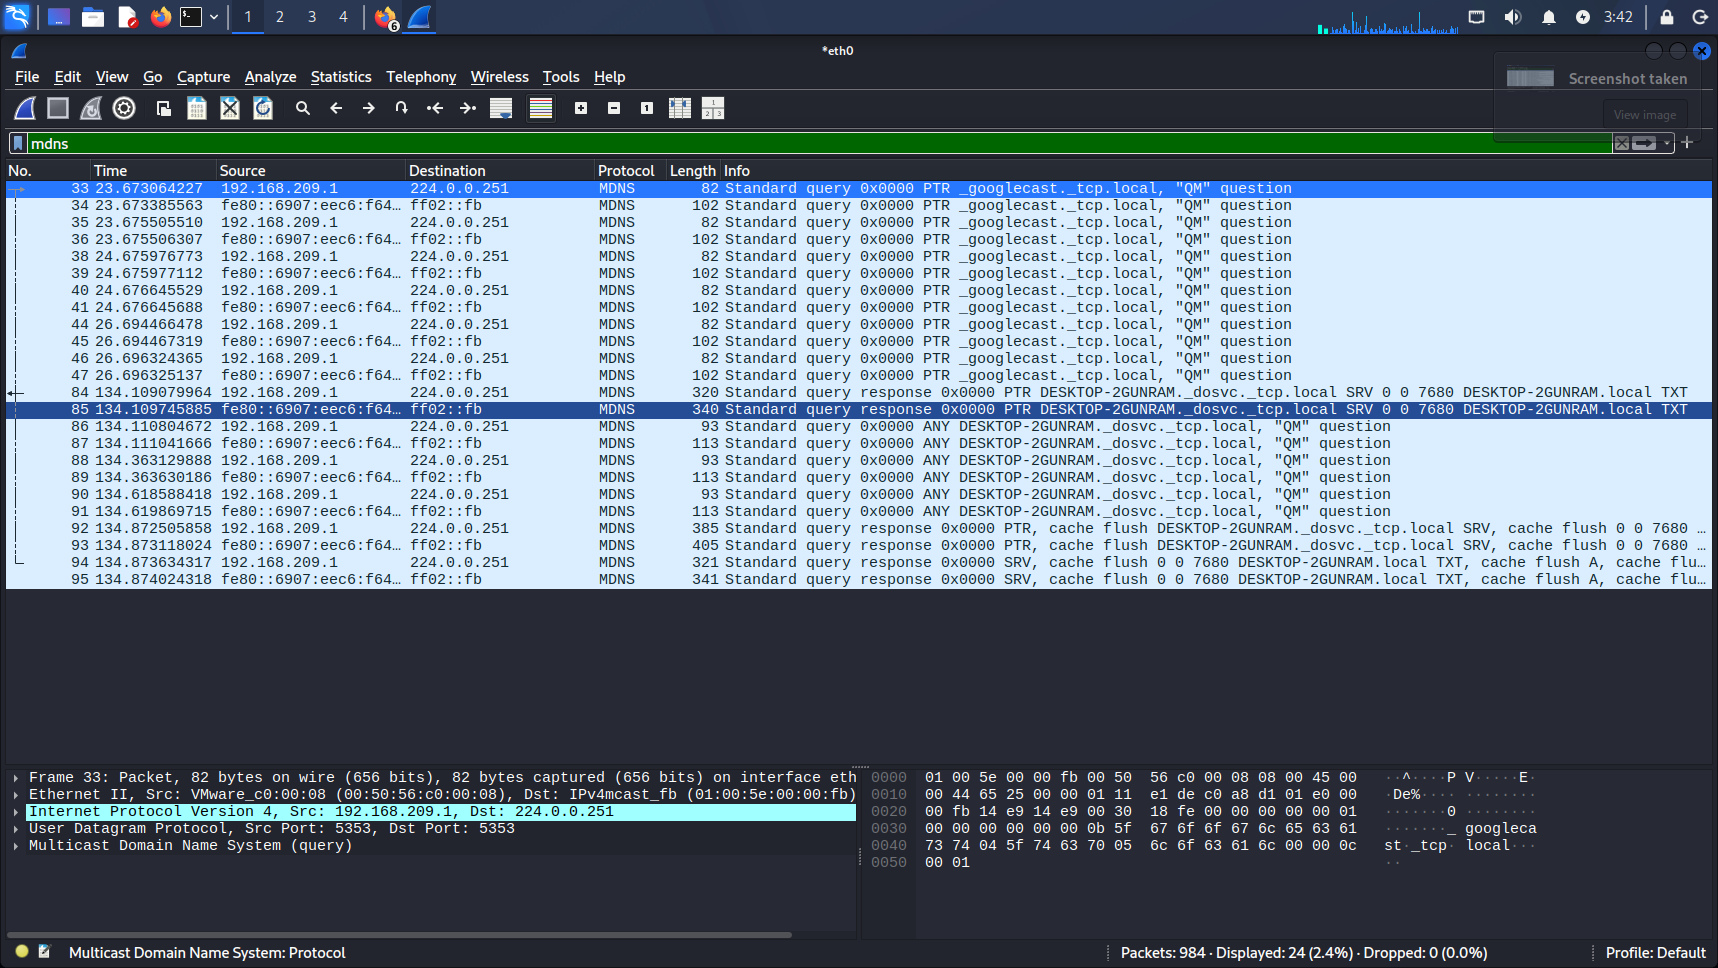 1 2 3 4 6 3:42
*eth0
File Edit View Go Capture Analyze Statistics Telephony Wireless Tools Help
Screenshot taken
View image
mdns
No. Time Source Destination Protocol Length Info
33 23.673064227 192.168.209.1 224.0.0.251 MDNS 82 Standard query 0x0000 PTR _googlecast._tcp.local, "QM" question
34 23.673385563 fe80::6907:eec6:f64… ff02::fb MDNS 102 Standard query 0x0000 PTR _googlecast._tcp.local, "QM" question
35 23.675505510 192.168.209.1 224.0.0.251 MDNS 82 Standard query 0x0000 PTR _googlecast._tcp.local, "QM" question
36 23.675506307 fe80::6907:eec6:f64… ff02::fb MDNS 102 Standard query 0x0000 PTR _googlecast._tcp.local, "QM" question
38 24.675976773 192.168.209.1 224.0.0.251 MDNS 82 Standard query 0x0000 PTR _googlecast._tcp.local, "QM" question
39 24.675977112 fe80::6907:eec6:f64… ff02::fb MDNS 102 Standard query 0x0000 PTR _googlecast._tcp.local, "QM" question
40 24.676645529 192.168.209.1 224.0.0.251 MDNS 82 Standard query 0x0000 PTR _googlecast._tcp.local, "QM" question
41 24.676645688 fe80::6907:eec6:f64… ff02::fb MDNS 102 Standard query 0x0000 PTR _googlecast._tcp.local, "QM" question
44 26.694466478 192.168.209.1 224.0.0.251 MDNS 82 Standard query 0x0000 PTR _googlecast._tcp.local, "QM" question
45 26.694467319 fe80::6907:eec6:f64… ff02::fb MDNS 102 Standard query 0x0000 PTR _googlecast._tcp.local, "QM" question
46 26.696324365 192.168.209.1 224.0.0.251 MDNS 82 Standard query 0x0000 PTR _googlecast._tcp.local, "QM" question
47 26.696325137 fe80::6907:eec6:f64… ff02::fb MDNS 102 Standard query 0x0000 PTR _googlecast._tcp.local, "QM" question
84 134.109079964 192.168.209.1 224.0.0.251 MDNS 320 Standard query response 0x0000 PTR DESKTOP-2GUNRAM._dosvc._tcp.local SRV 0 0 7680 DESKTOP-2GUNRAM.local TXT
85 134.109745885 fe80::6907:eec6:f64… ff02::fb MDNS 340 Standard query response 0x0000 PTR DESKTOP-2GUNRAM._dosvc._tcp.local SRV 0 0 7680 DESKTOP-2GUNRAM.local TXT
86 134.110804672 192.168.209.1 224.0.0.251 MDNS 93 Standard query 0x0000 ANY DESKTOP-2GUNRAM._dosvc._tcp.local, "QM" question
87 134.111041666 fe80::6907:eec6:f64… ff02::fb MDNS 113 Standard query 0x0000 ANY DESKTOP-2GUNRAM._dosvc._tcp.local, "QM" question
88 134.363129888 192.168.209.1 224.0.0.251 MDNS 93 Standard query 0x0000 ANY DESKTOP-2GUNRAM._dosvc._tcp.local, "QM" question
89 134.363630186 fe80::6907:eec6:f64… ff02::fb MDNS 113 Standard query 0x0000 ANY DESKTOP-2GUNRAM._dosvc._tcp.local, "QM" question
90 134.618588418 192.168.209.1 224.0.0.251 MDNS 93 Standard query 0x0000 ANY DESKTOP-2GUNRAM._dosvc._tcp.local, "QM" question
91 134.619869715 fe80::6907:eec6:f64… ff02::fb MDNS 113 Standard query 0x0000 ANY DESKTOP-2GUNRAM._dosvc._tcp.local, "QM" question
92 134.872505858 192.168.209.1 224.0.0.251 MDNS 385 Standard query response 0x0000 PTR, cache flush DESKTOP-2GUNRAM._dosvc._tcp.local SRV, cache flush 0 0 7680 …
93 134.873118024 fe80::6907:eec6:f64… ff02::fb MDNS 405 Standard query response 0x0000 PTR, cache flush DESKTOP-2GUNRAM._dosvc._tcp.local SRV, cache flush 0 0 7680 …
94 134.873634317 192.168.209.1 224.0.0.251 MDNS 321 Standard query response 0x0000 SRV, cache flush 0 0 7680 DESKTOP-2GUNRAM.local TXT, cache flush A, cache flu…
95 134.874024318 fe80::6907:eec6:f64… ff02::fb MDNS 341 Standard query response 0x0000 SRV, cache flush 0 0 7680 DESKTOP-2GUNRAM.local TXT, cache flush A, cache flu…
Frame 33: Packet, 82 bytes on wire (656 bits), 82 bytes captured (656 bits) on interface eth
Ethernet II, Src: VMware_c0:00:08 (00:50:56:c0:00:08), Dst: IPv4mcast_fb (01:00:5e:00:00:fb)
Internet Protocol Version 4, Src: 192.168.209.1, Dst: 224.0.0.251
User Datagram Protocol, Src Port: 5353, Dst Port: 5353
Multicast Domain Name System (query)
0000 01 00 5e 00 00 fb 00 50 56 c0 00 08 08 00 45 00 ··^····P V·····E·
0010 00 44 65 25 00 00 01 11 e1 de c0 a8 d1 01 e0 00 ·De%···· ········
0020 00 fb 14 e9 14 e9 00 30 18 fe 00 00 00 00 00 01 ·······0 ········
0030 00 00 00 00 00 00 0b 5f 67 6f 6f 67 6c 65 63 61 ·······_ googleca
0040 73 74 04 5f 74 63 70 05 6c 6f 63 61 6c 00 00 0c st·_tcp· local···
0050 00 01 ··
Multicast Domain Name System: Protocol
Packets: 984 · Displayed: 24 (2.4%) · Dropped: 0 (0.0%)
Profile: Default